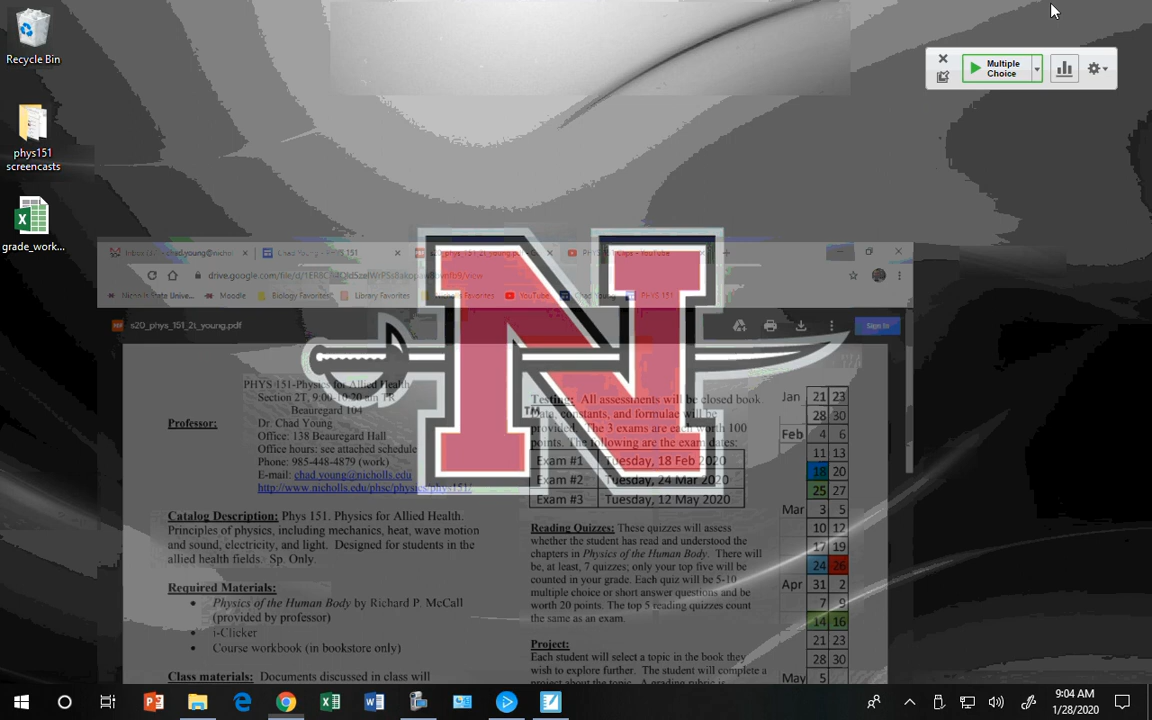 Recycle Bin
phys151
screencasts
grade_work...
Multiple
Choice
s20_phys_151_2t_young.pdf
Sign in
PHYS 151-Physics for Allied Health
Section 2T, 9:00-10:20 am TR
Beauregard 104
Professor:
Dr. Chad Young
Office: 138 Beauregard Hall
Office hours: see attached schedule
Phone: 985-448-4879 (work)
E-mail: chad.young@nicholls.edu
http://www.nicholls.edu/phsc/physics/phys151/
Catalog Description: Phys 151. Physics for Allied Health.
Principles of physics, including mechanics, heat, wave motion
and sound, electricity, and light. Designed for students in the
allied health fields. Sp. Only.
Required Materials:
• Physics of the Human Body by Richard P. McCall
(provided by professor)
• i-Clicker
• Course workbook (in bookstore only)
Class materials: Documents discussed in class will
Testing: All assessments will be closed book
data, constants, and formulae will be
provided. The 3 exams are each worth 100
points. The following are the exam dates:
Exam #1 Tuesday, 18 Feb 2020
Exam #2 Tuesday, 24 Mar 2020
Exam #3 Tuesday, 12 May 2020
Reading Quizzes: These quizzes will assess
whether the student has read and understood the
chapters in Physics of the Human Body. There will
be, at least, 7 quizzes; only your top five will be
counted in your grade. Each quiz will be 5-10
multiple choice or short answer questions and be
worth 20 points. The top 5 reading quizzes count
the same as an exam.
Project:
Each student will select a topic in the book they
wish to explore further. The student will complete a
Jan 21 23
28 30
Feb 4 6
11 13
18 20
25 27
Mar 3 5
10 12
17 19
24 26
Apr 31 2
7 9
14 16
21 23
28 30
May 5
N
TM
9:04 AM
1/28/2020